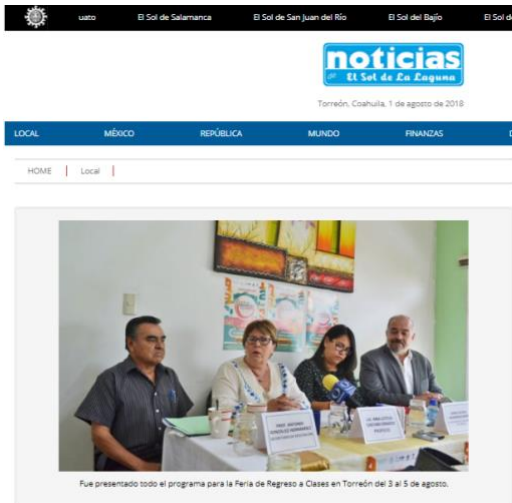 uato El Sol de Salamanca El Sol de San Juan del Río El Sol del Bajío El Sol d
noticias
El Sol de La Laguna
Torreón, Coahuila, 1 de agosto de 2018
LOCAL MÉXICO REPÚBLICA MUNDO FINANZAS D
HOME Local
Fue presentado todo el programa para la Feria de Regreso a Clases en Torreón del 3 al 5 de agosto.